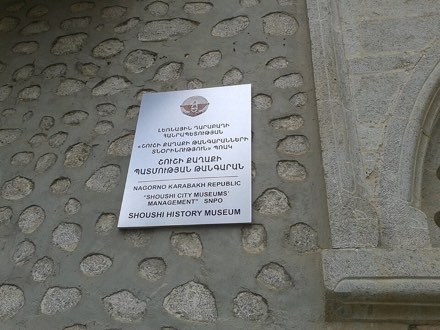 ԼԵՌՆԱՅԻՆ ՂԱՐԱԲԱՂԻ
ՀԱՆՐԱՊԵՏՈՒԹՅԱՆ
«ՇՈՒՇԻ ՔԱՂԱՔԻ ԹԱՆԳԱՐԱՆՆԵՐԻ
ՏՆՕՐԻՆՈՒԹՅՈՒՆ» ՊՈԱԿ
ՇՈՒՇԻ ՔԱՂԱՔԻ
ՊԱՏՄՈՒԹՅԱՆ ԹԱՆԳԱՐԱՆ
NAGORNO KARABAKH REPUBLIC
"SHOUSHI CITY MUSEUMS'
MANAGEMENT" SNPO
SHOUSHI HISTORY MUSEUM